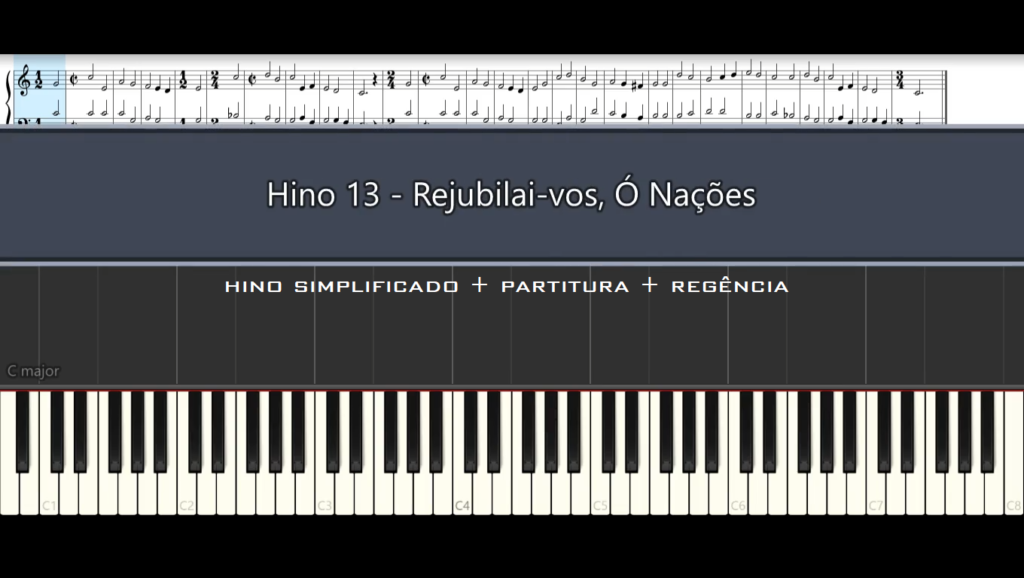 Hino 13 - Rejubilai-vos, Ó Nações
HINO SIMPLIFICADO + PARTITURA + REGÊNCIA
C major
C1 C2 C3 C4 C5 C6 C7 C8